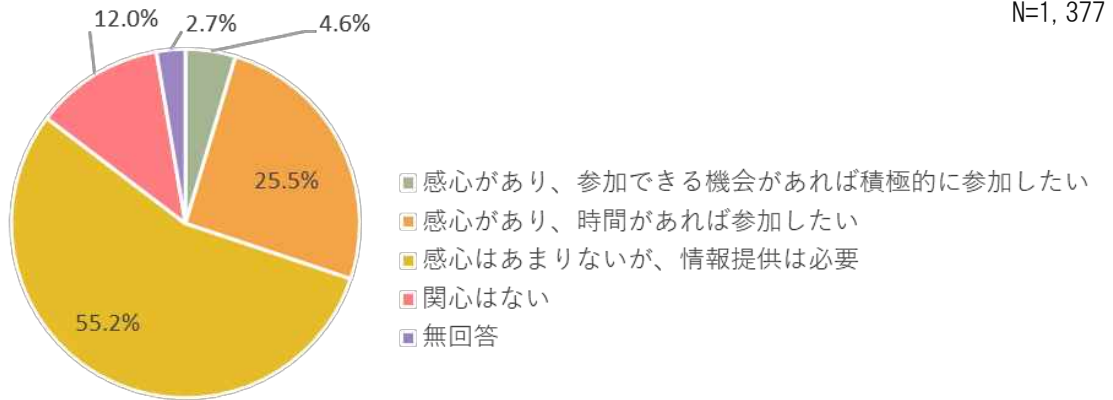 N=1,377
12.0%
2.7%
4.6%
25.5%
55.2%
感心があり、参加できる機会があれば積極的に参加したい
感心があり、時間があれば参加したい
感心はあまりないが、情報提供は必要
関心はない
無回答